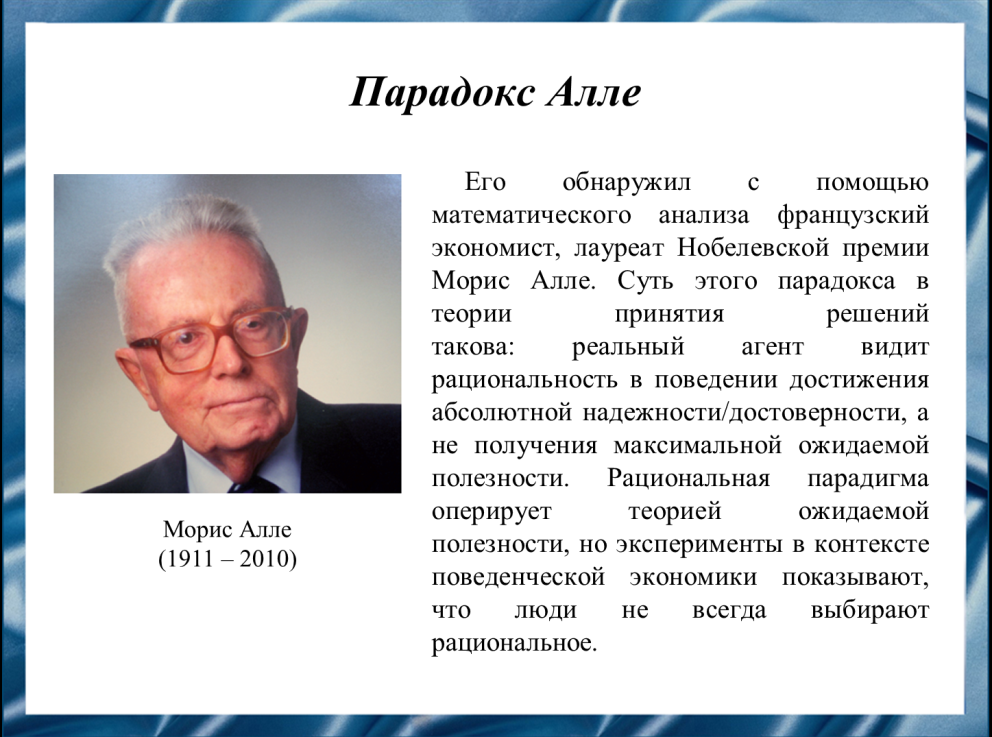 Парадокс Алле
Его обнаружил с помощью
математического анализа французский
экономист, лауреат Нобелевской премии
Морис Алле. Суть этого парадокса в
теории принятия решений
такова: реальный агент видит
рациональность в поведении достижения
абсолютной надежности/достоверности, а
не получения максимальной ожидаемой
полезности. Рациональная парадигма
оперирует теорией ожидаемой
полезности, но эксперименты в контексте
поведенческой экономики показывают,
что люди не всегда выбирают
рациональное.
Морис Алле
(1911 – 2010)